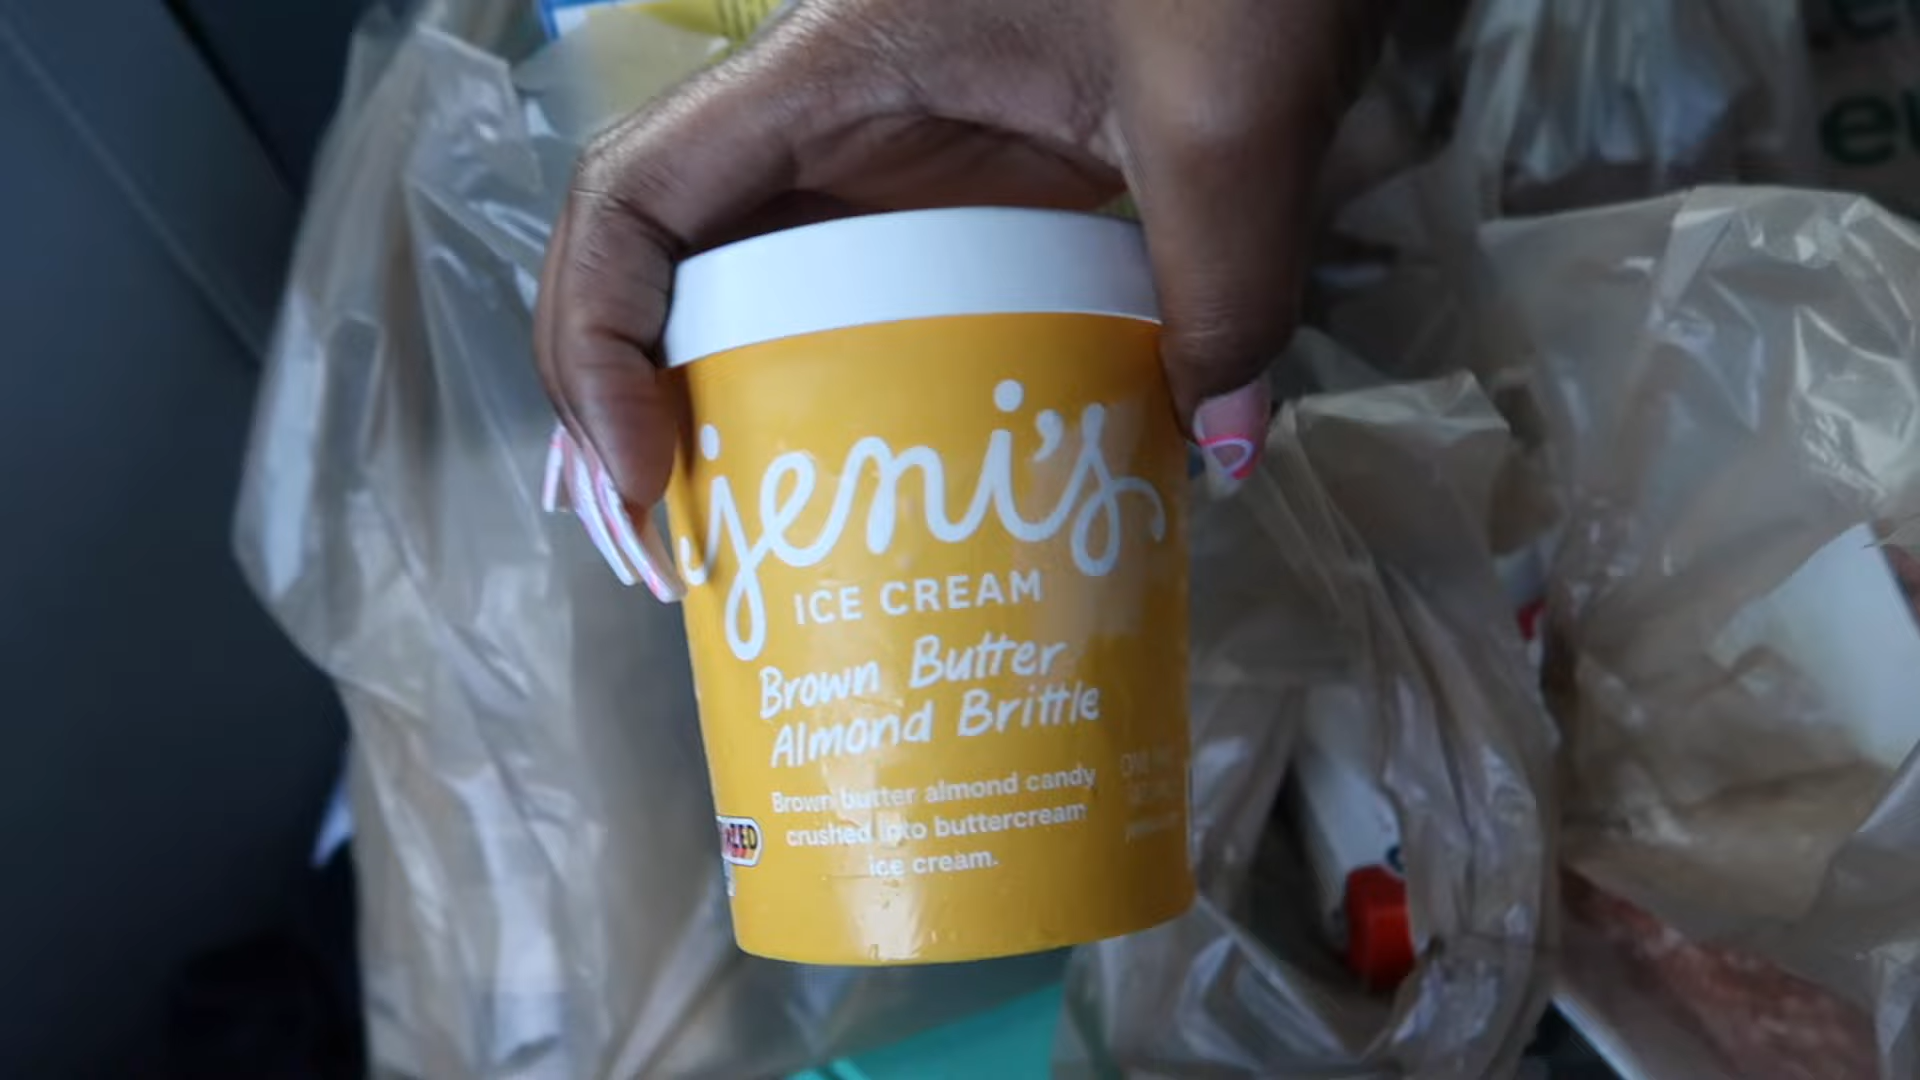 jeni's
ICE CREAM
Brown Butter
Almond Brittle
Brown butter almond candy
crushed into buttercream
ice cream.